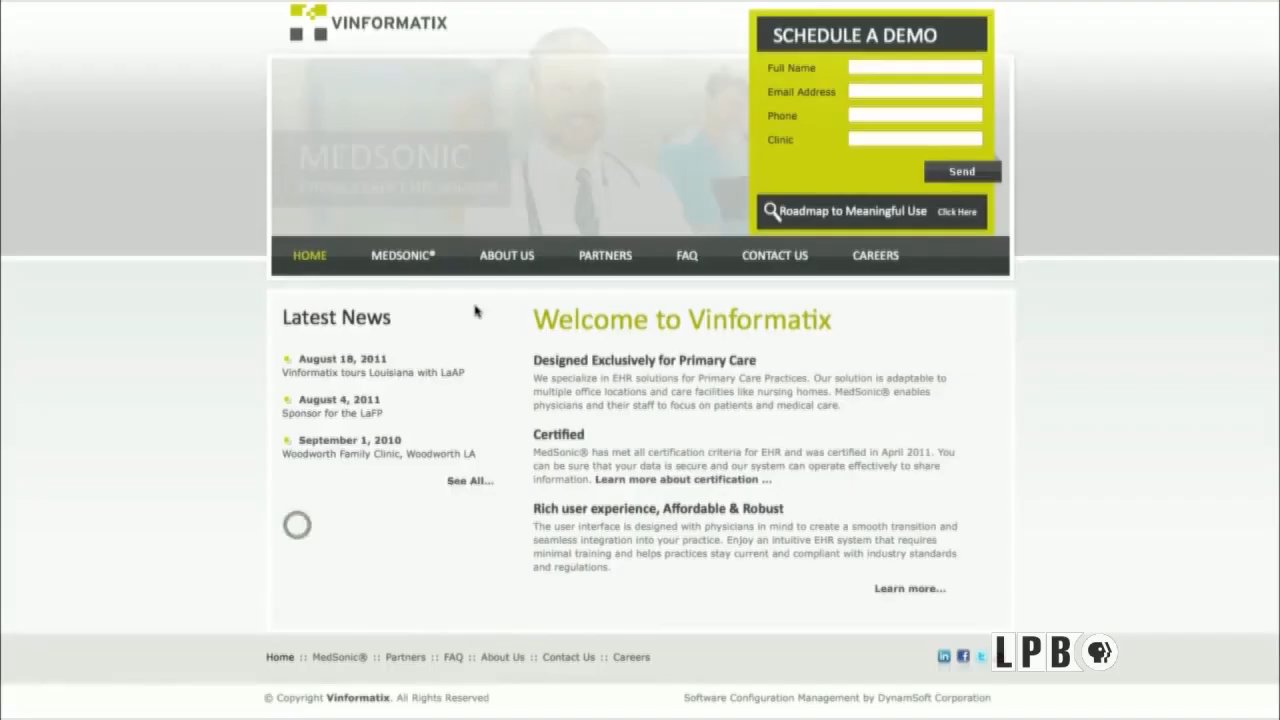 VINFORMATIX
SCHEDULE A DEMO
Full Name
Email Address
Phone
Clinic
Send
MEDSONIC
Roadmap to Meaningful Use Click Here
HOME MEDSONIC® ABOUT US PARTNERS FAQ CONTACT US CAREERS
Latest News
August 18, 2011
Vinformatix tours Louisiana with LaAP
August 4, 2011
Sponsor for the LaFP
September 1, 2010
Woodworth Family Clinic, Woodworth LA
See All...
Welcome to Vinformatix
Designed Exclusively for Primary Care
We specialize in EHR solutions for Primary Care Practices. Our solution is adaptable to
multiple office locations and care facilities like nursing homes. MedSonic® enables
physicians and their staff to focus on patients and medical care.
Certified
MedSonic® has met all certification criteria for EHR and was certified in April 2011. You
can be sure that your data is secure and our system can operate effectively to share
information. Learn more about certification ...
Rich user experience, Affordable & Robust
The user interface is designed with physicians in mind to create a smooth transition and
seamless integration into your practice. Enjoy an intuitive EHR system that requires
minimal training and helps practices stay current and compliant with industry standards
and regulations.
Learn more...
Home :: MedSonic® :: Partners :: FAQ :: About Us :: Contact Us :: Careers
in f t
LPB
© Copyright Vinformatix. All Rights Reserved
Software Configuration Management by DynamSoft Corporation